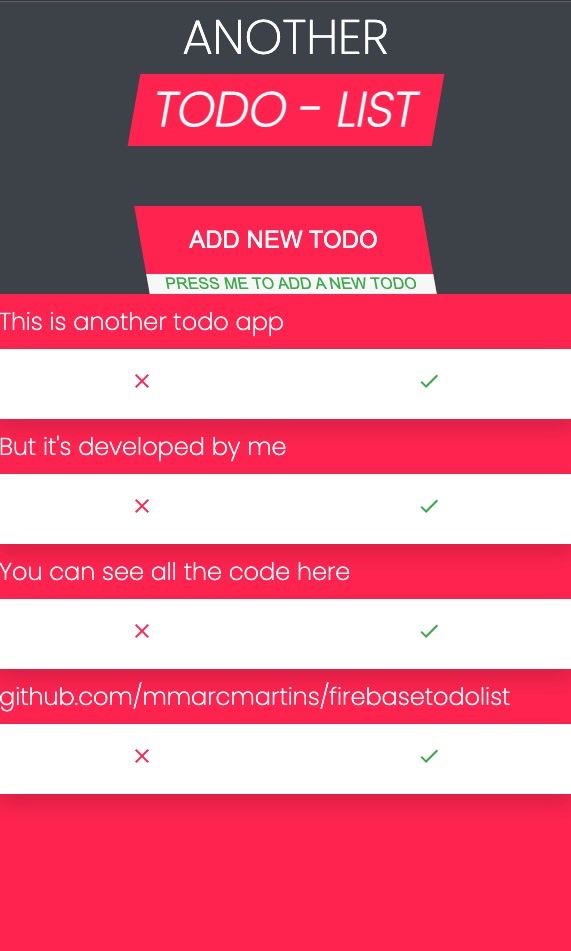 ANOTHER
TODO - LIST
ADD NEW TODO
PRESS ME TO ADD A NEW TODO
This is another todo app
But it's developed by me
You can see all the code here
github.com/mmarcmartins/firebasetodolist